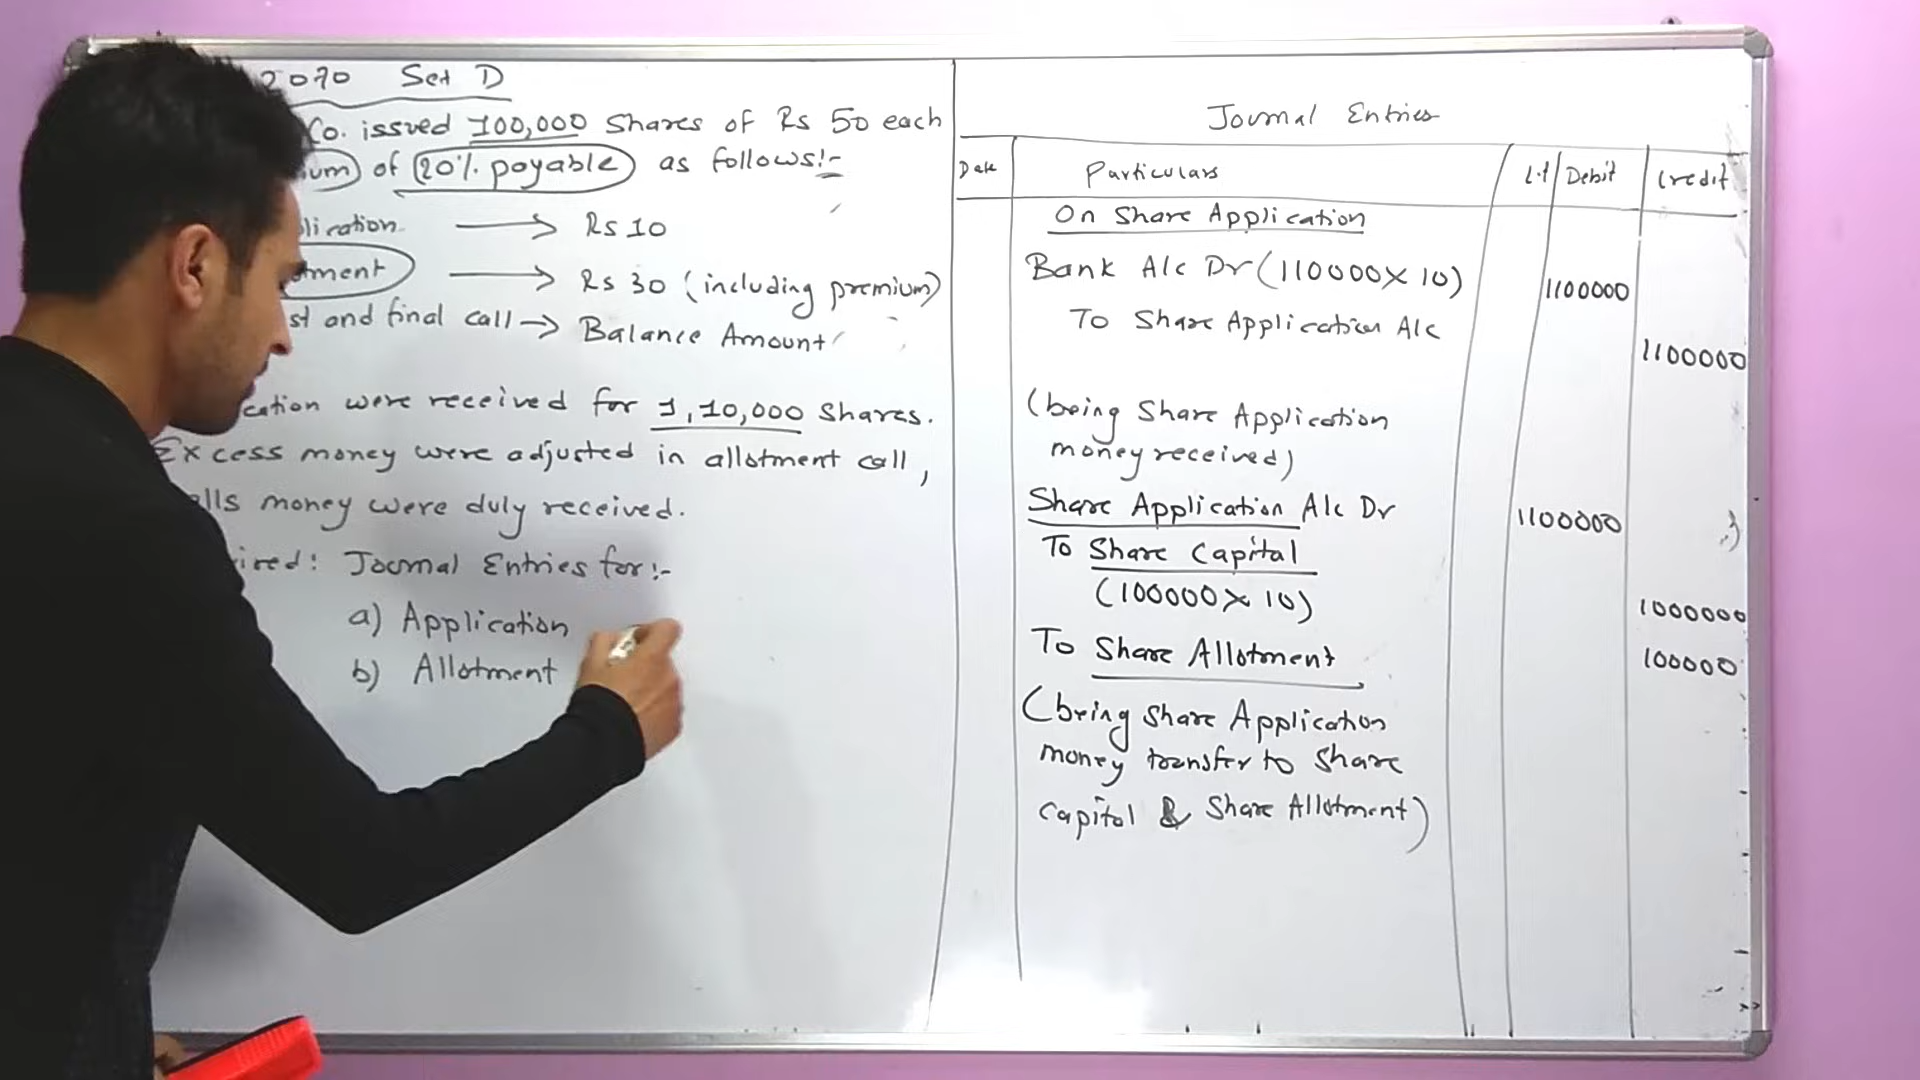 2070 Set D
Co. issued 100,000 Shares of Rs 50 each
of 20% payable as follows:-
Rs 10
Rs 30 (including premium)
and final call → Balance Amount
were received for 1,10,000 Shares.
Excess money were adjusted in allotment call,
money were duly received.
Journal Entries for:-
a) Application
b) Allotment
Journal Entries
Date Particulars L.f Debit Credit
On Share Application
Bank A/c Dr (110000 x 10) 1100000
To Share Application A/c 1100000
(being Share Application
money received)
Share Application A/c Dr 1100000
To Share Capital
(100000 x 10) 1000000
To Share Allotment 100000
(being Share Application
money transfer to Share
Capital & Share Allotment)